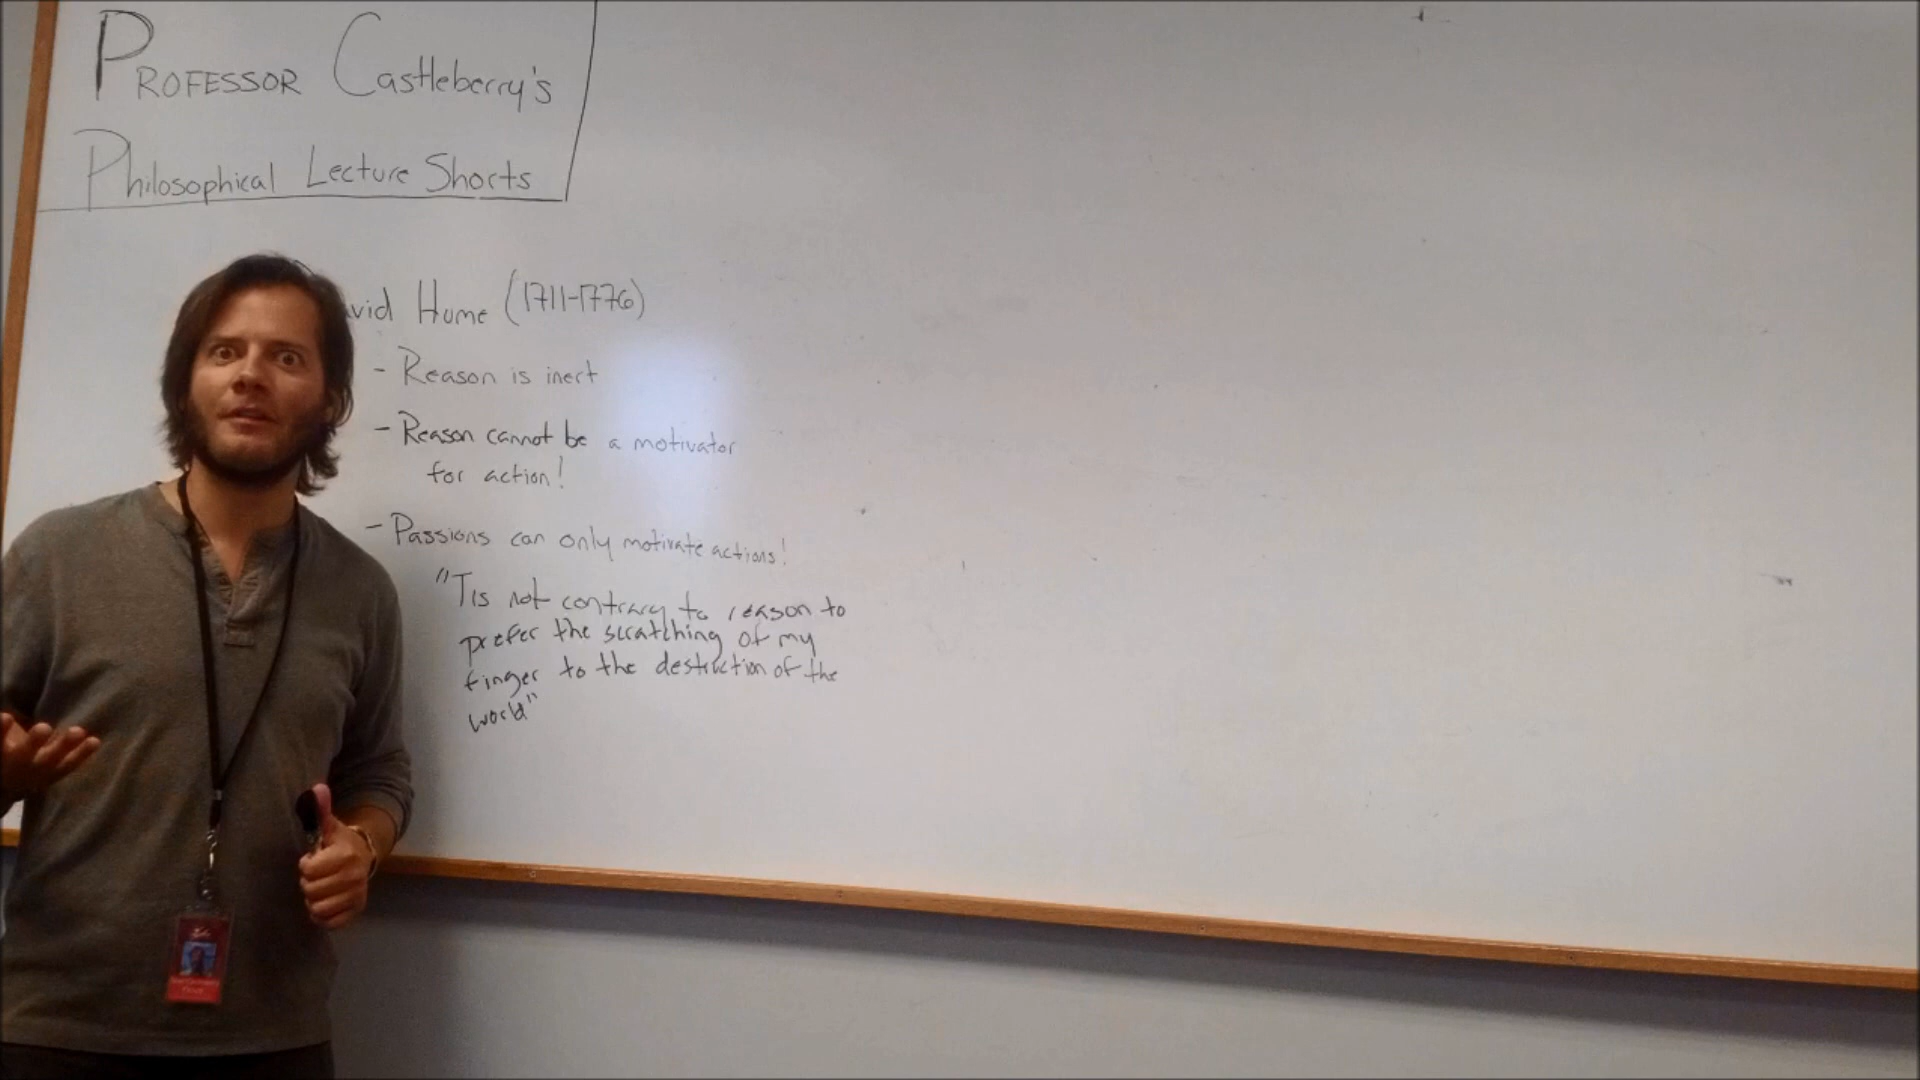 PROFESSOR Castleberry's
Philosophical Lecture Shorts
avid Hume (1711-1776)
- Reason is inert
- Reason cannot be a motivator
for action!
- Passions can only motivate actions!
"Tis not contrary to reason to
prefer the scratching of my
finger to the destruction of the
world"